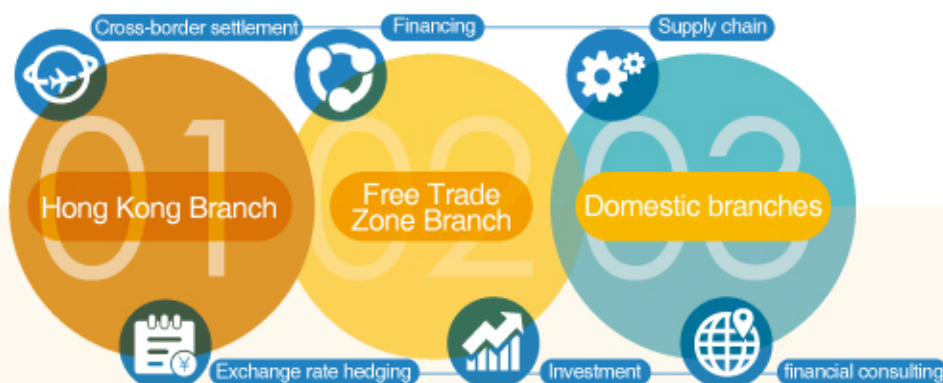 Cross-border settlement
Financing
Supply chain
01
02
03
Hong Kong Branch
Free Trade
Zone Branch
Domestic branches
¥
Exchange rate hedging
Investment
financial consulting